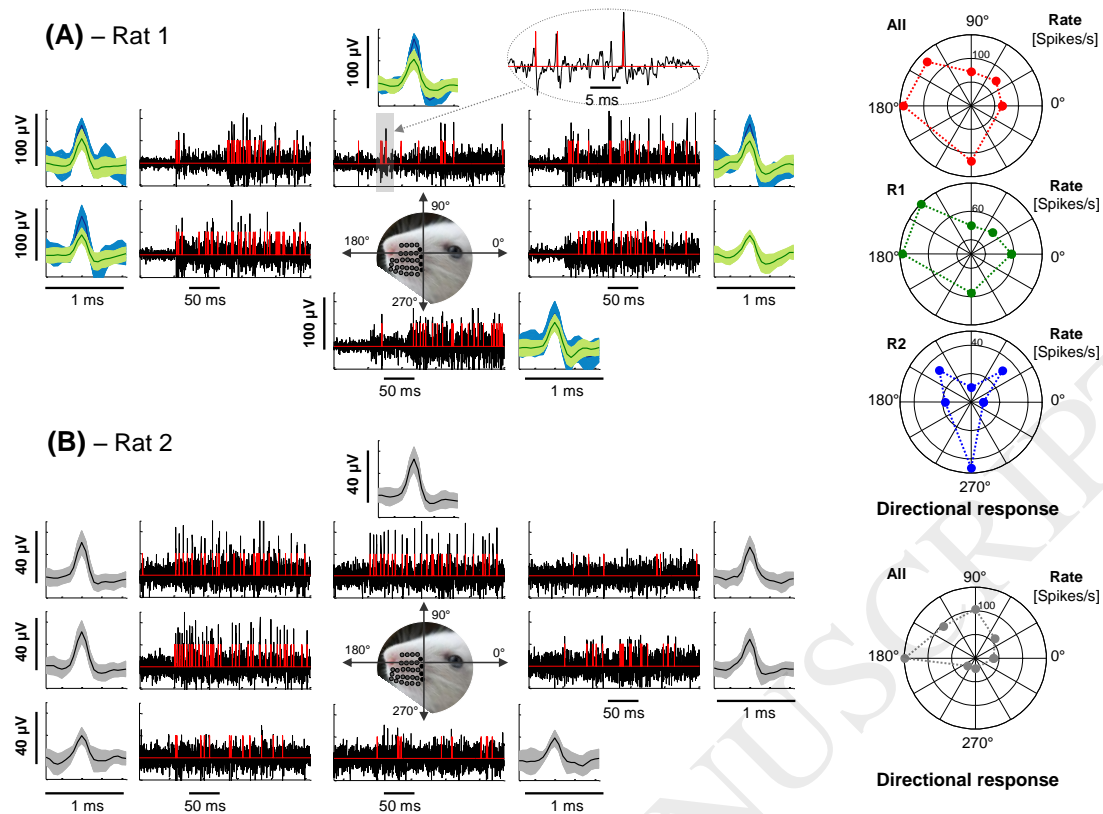 (A) – Rat 1
100 µV
5 ms
100 µV
100 µV
90°
180°
0°
270°
1 ms
50 ms
50 ms
1 ms
100 µV
50 ms
1 ms
All
90°
Rate
[Spikes/s]
100
180°
0°
R1
Rate
[Spikes/s]
60
180°
0°
R2
Rate
[Spikes/s]
40
180°
0°
270°
Directional response
(B) – Rat 2
40 µV
40 µV
40 µV
90°
180°
0°
270°
50 ms
1 ms
40 µV
1 ms
50 ms
50 ms
1 ms
All
90°
Rate
[Spikes/s]
100
180°
0°
270°
Directional response
NUSCRIPT